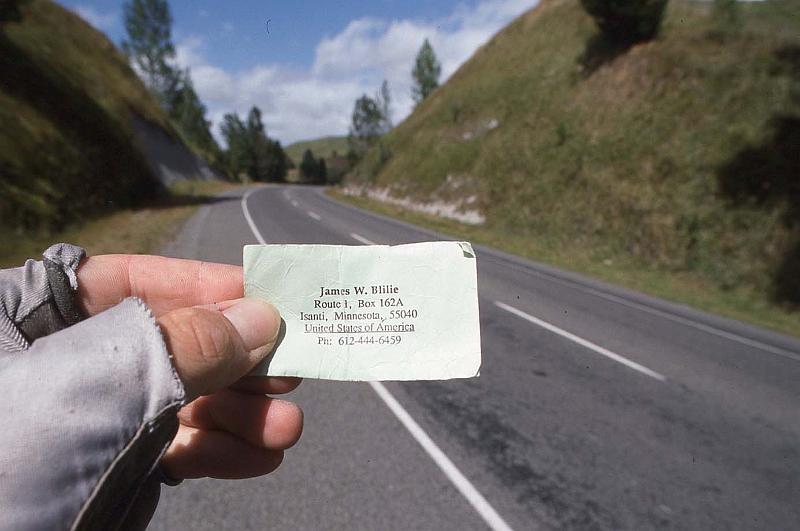 James W. Blilie
Route 1, Box 162A
Isanti, Minnesota, 55040
United States of America
Ph: 612-444-6459